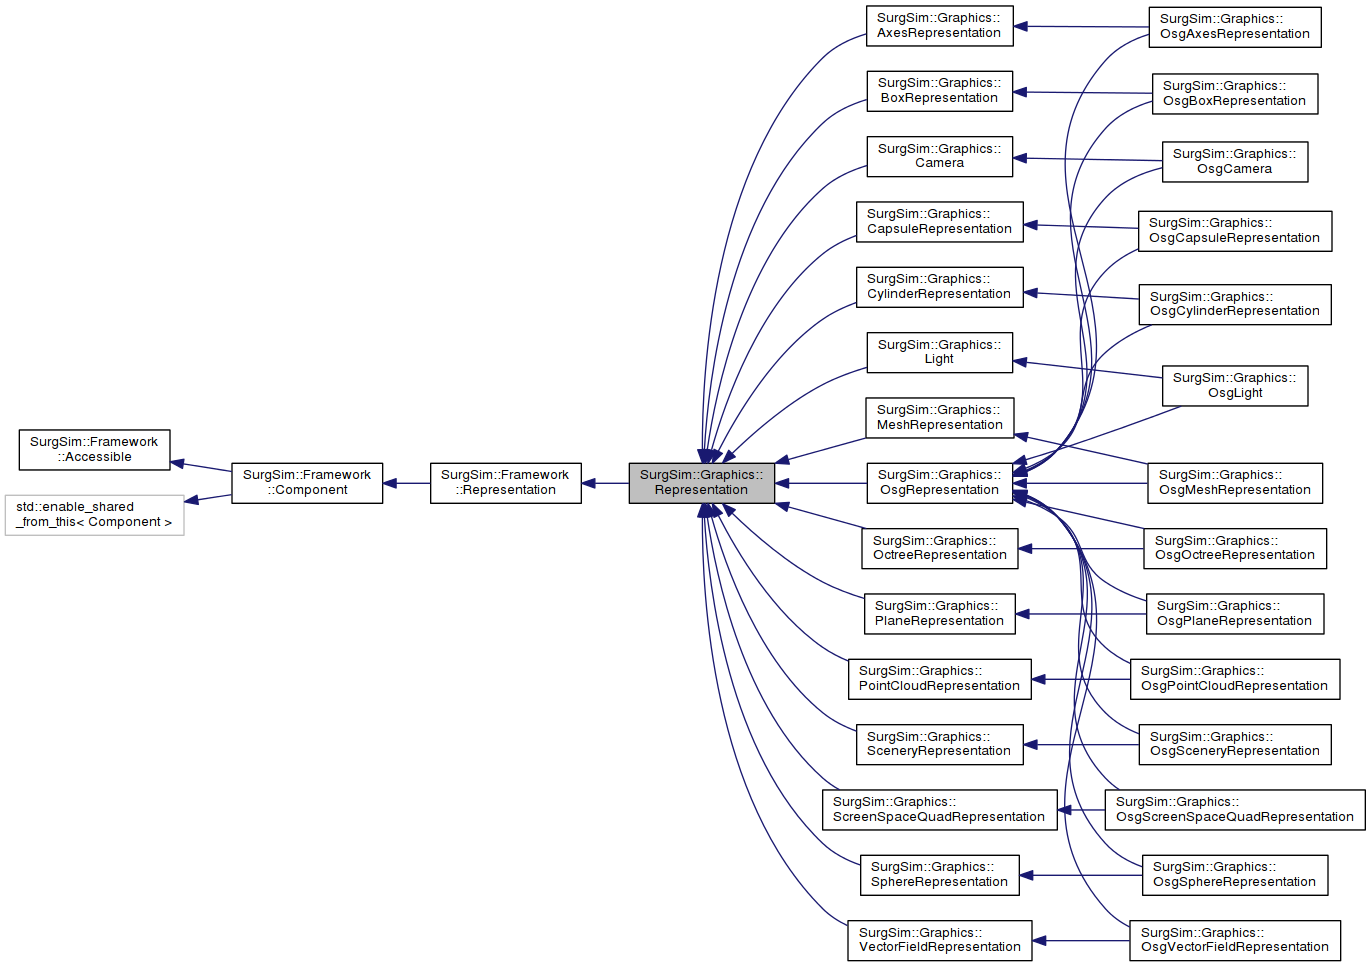 SurgSim::Framework
::Accessible
std::enable_shared
_from_this< Component >
SurgSim::Framework
::Component
SurgSim::Framework
::Representation
SurgSim::Graphics::
Representation
SurgSim::Graphics::
AxesRepresentation
SurgSim::Graphics::
BoxRepresentation
SurgSim::Graphics::
Camera
SurgSim::Graphics::
CapsuleRepresentation
SurgSim::Graphics::
CylinderRepresentation
SurgSim::Graphics::
Light
SurgSim::Graphics::
MeshRepresentation
SurgSim::Graphics::
OsgRepresentation
SurgSim::Graphics::
OctreeRepresentation
SurgSim::Graphics::
PlaneRepresentation
SurgSim::Graphics::
PointCloudRepresentation
SurgSim::Graphics::
SceneryRepresentation
SurgSim::Graphics::
ScreenSpaceQuadRepresentation
SurgSim::Graphics::
SphereRepresentation
SurgSim::Graphics::
VectorFieldRepresentation
SurgSim::Graphics::
OsgAxesRepresentation
SurgSim::Graphics::
OsgBoxRepresentation
SurgSim::Graphics::
OsgCamera
SurgSim::Graphics::
OsgCapsuleRepresentation
SurgSim::Graphics::
OsgCylinderRepresentation
SurgSim::Graphics::
OsgLight
SurgSim::Graphics::
OsgMeshRepresentation
SurgSim::Graphics::
OsgOctreeRepresentation
SurgSim::Graphics::
OsgPlaneRepresentation
SurgSim::Graphics::
OsgPointCloudRepresentation
SurgSim::Graphics::
OsgSceneryRepresentation
SurgSim::Graphics::
OsgScreenSpaceQuadRepresentation
SurgSim::Graphics::
OsgSphereRepresentation
SurgSim::Graphics::
OsgVectorFieldRepresentation